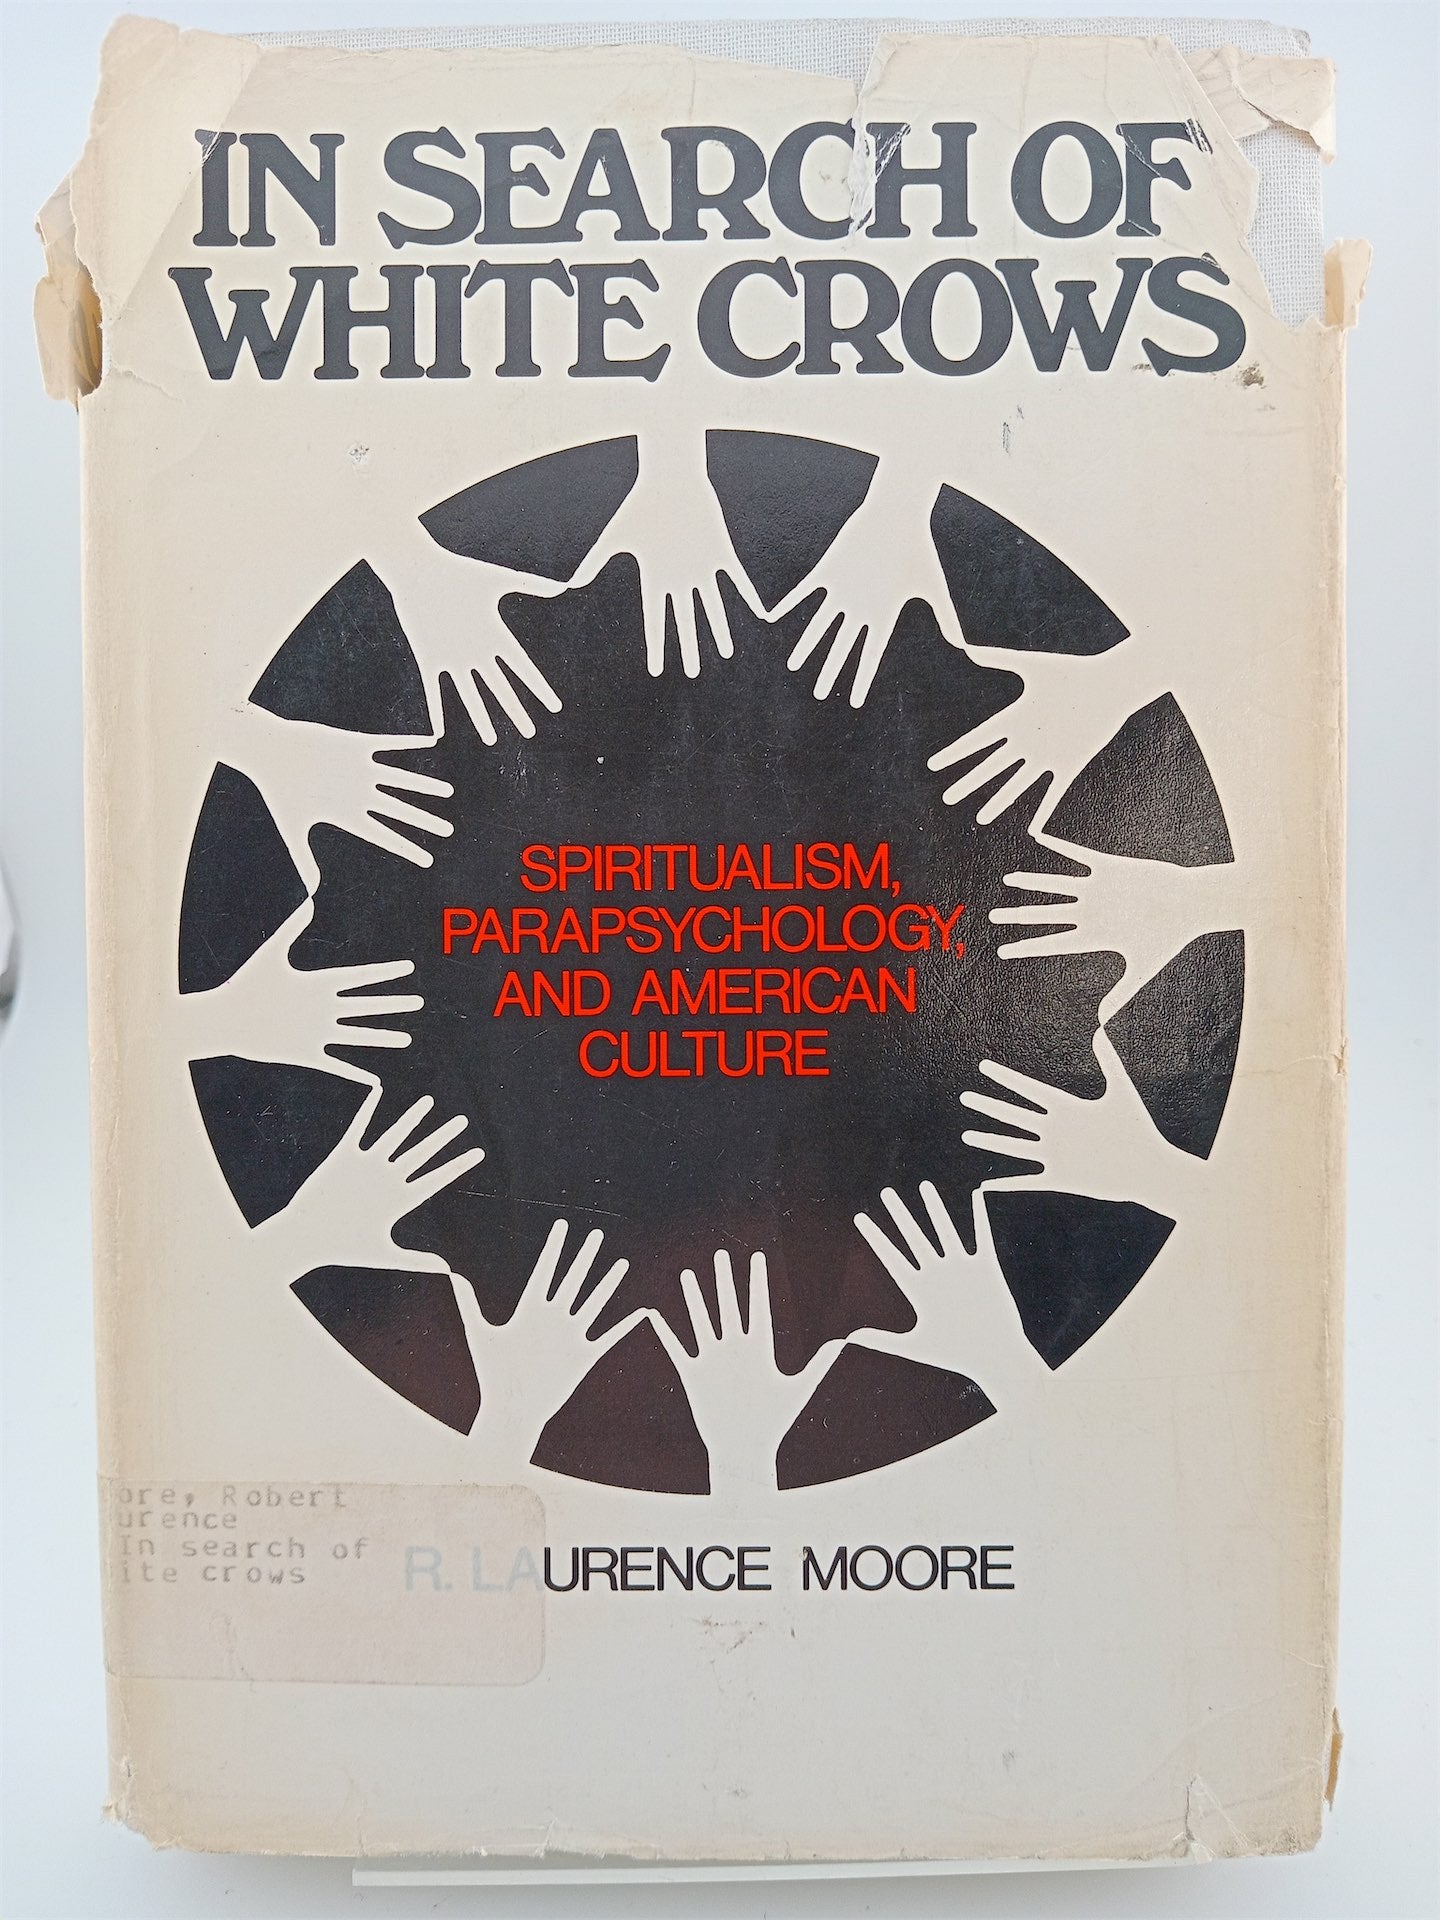 IN SEARCH OF
WHITE CROWS
SPIRITUALISM,
PARAPSYCHOLOGY,
AND AMERICAN
CULTURE
ore, Robert
urence
In search of
ite crows
R. LAURENCE MOORE